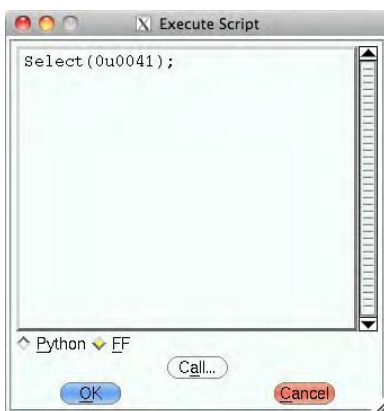 Execute Script
Select(0u0041);
Python FF
Call...
OK Cancel